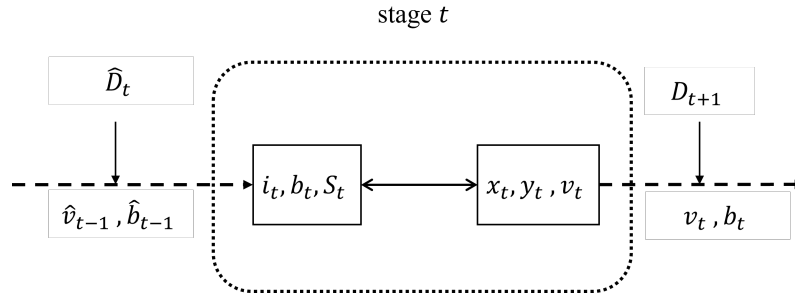 stage t
D̂_t
D_{t+1}
i_t, b_t, S_t
x_t, y_t , v_t
v̂_{t-1} , b̂_{t-1}
v_t , b_t